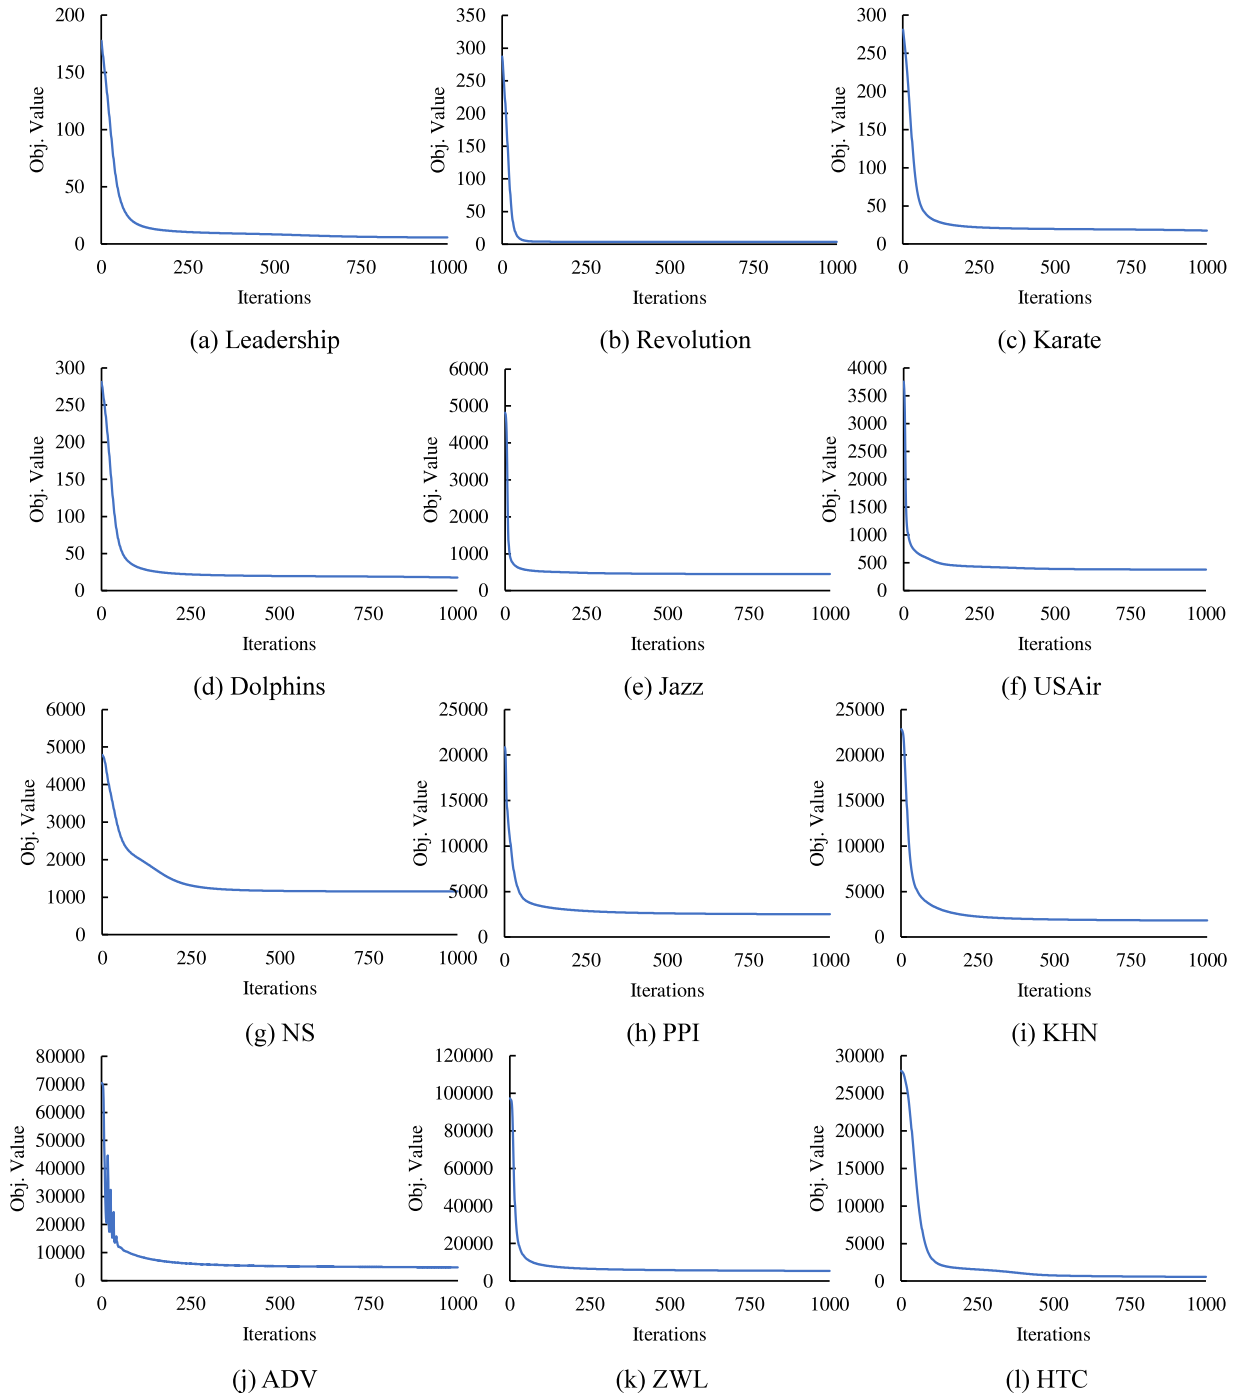 200
150
100
50
0
Obj. Value
0 250 500 750 1000
Iterations
(a) Leadership
350
300
250
200
150
100
50
0
Obj. Value
0 250 500 750 1000
Iterations
(b) Revolution
300
250
200
150
100
50
0
Obj. Value
0 250 500 750 1000
Iterations
(c) Karate
300
250
200
150
100
50
0
Obj. Value
0 250 500 750 1000
Iterations
(d) Dolphins
6000
5000
4000
3000
2000
1000
0
Obj. Value
0 250 500 750 1000
Iterations
(e) Jazz
4000
3500
3000
2500
2000
1500
1000
500
0
Obj. Value
0 250 500 750 1000
Iterations
(f) USAir
6000
5000
4000
3000
2000
1000
0
Obj. Value
0 250 500 750 1000
Iterations
(g) NS
25000
20000
15000
10000
5000
0
Obj. Value
0 250 500 750 1000
Iterations
(h) PPI
25000
20000
15000
10000
5000
0
Obj. Value
0 250 500 750 1000
Iterations
(i) KHN
80000
70000
60000
50000
40000
30000
20000
10000
0
Obj. Value
0 250 500 750 1000
Iterations
(j) ADV
120000
100000
80000
60000
40000
20000
0
Obj. Value
0 250 500 750 1000
Iterations
(k) ZWL
30000
25000
20000
15000
10000
5000
0
Obj. Value
0 250 500 750 1000
Iterations
(l) HTC